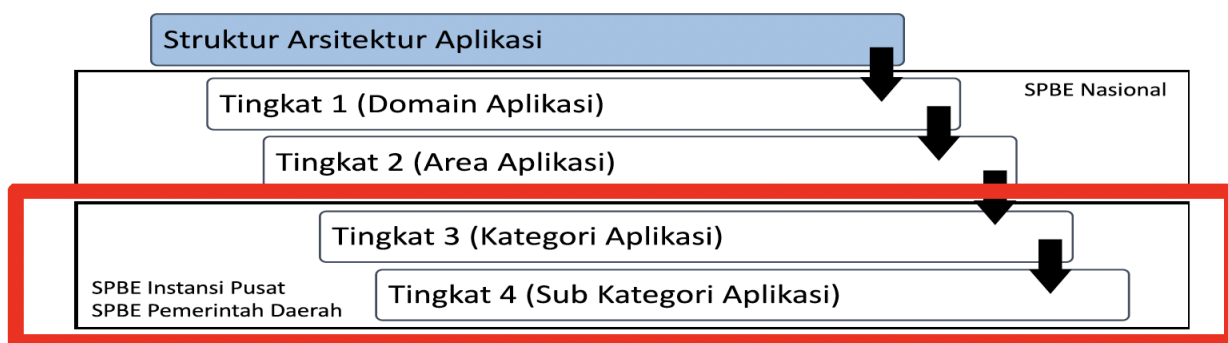 Struktur Arsitektur Aplikasi
Tingkat 1 (Domain Aplikasi)
SPBE Nasional
Tingkat 2 (Area Aplikasi)
Tingkat 3 (Kategori Aplikasi)
SPBE Instansi Pusat
SPBE Pemerintah Daerah
Tingkat 4 (Sub Kategori Aplikasi)